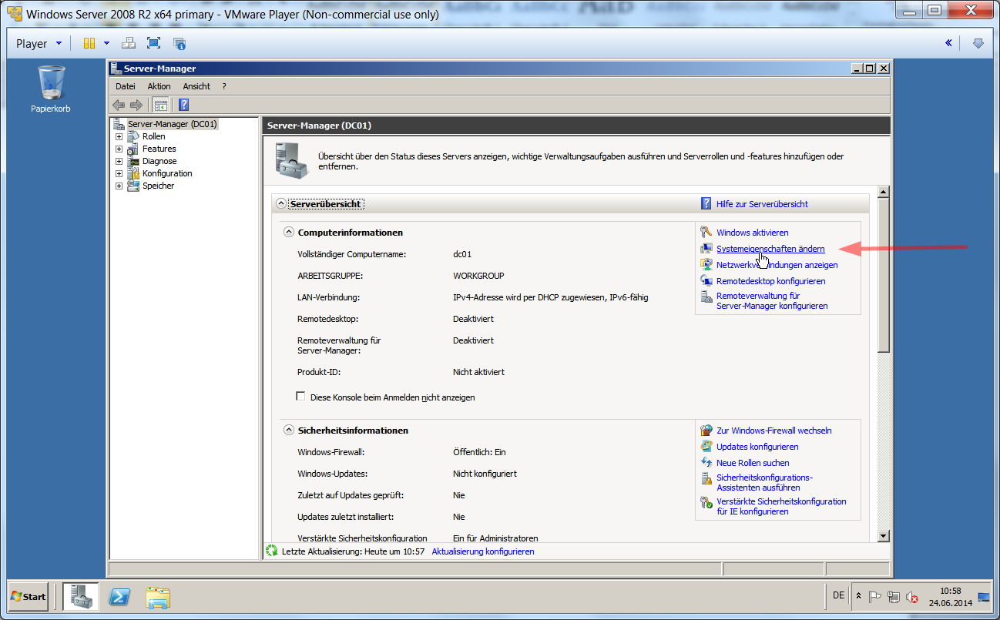 Windows Server 2008 R2 x64 primary - VMware Player (Non-commercial use only)
Player
Papierkorb
Server-Manager
Datei Aktion Ansicht ?
Server-Manager (DC01)
Rollen
Features
Diagnose
Konfiguration
Speicher
Server-Manager (DC01)
Übersicht über den Status dieses Servers anzeigen, wichtige Verwaltungsaufgaben ausführen und Serverrollen und -features hinzufügen oder
entfernen.
Serverübersicht
Hilfe zur Serverübersicht
Computerinformationen
Vollständiger Computername: dc01
ARBEITSGRUPPE: WORKGROUP
LAN-Verbindung: IPv4-Adresse wird per DHCP zugewiesen, IPv6-fähig
Remotedesktop: Deaktiviert
Remoteverwaltung für Deaktiviert
Server-Manager:
Produkt-ID: Nicht aktiviert
Diese Konsole beim Anmelden nicht anzeigen
Windows aktivieren
Systemeigenschaften ändern
Netzwerkverbindungen anzeigen
Remotedesktop konfigurieren
Remoteverwaltung für
Server-Manager konfigurieren
Sicherheitsinformationen
Windows-Firewall: Öffentlich: Ein
Windows-Updates: Nicht konfiguriert
Zuletzt auf Updates geprüft: Nie
Updates zuletzt installiert: Nie
Verstärkte Sicherheitskonfiguration Ein für Administratoren
Zur Windows-Firewall wechseln
Updates konfigurieren
Neue Rollen suchen
Sicherheitskonfigurations-
Assistenten ausführen
Verstärkte Sicherheitskonfiguration
für IE konfigurieren
Letzte Aktualisierung: Heute um 10:57 Aktualisierung konfigurieren
Start
DE
10:58
24.06.2014